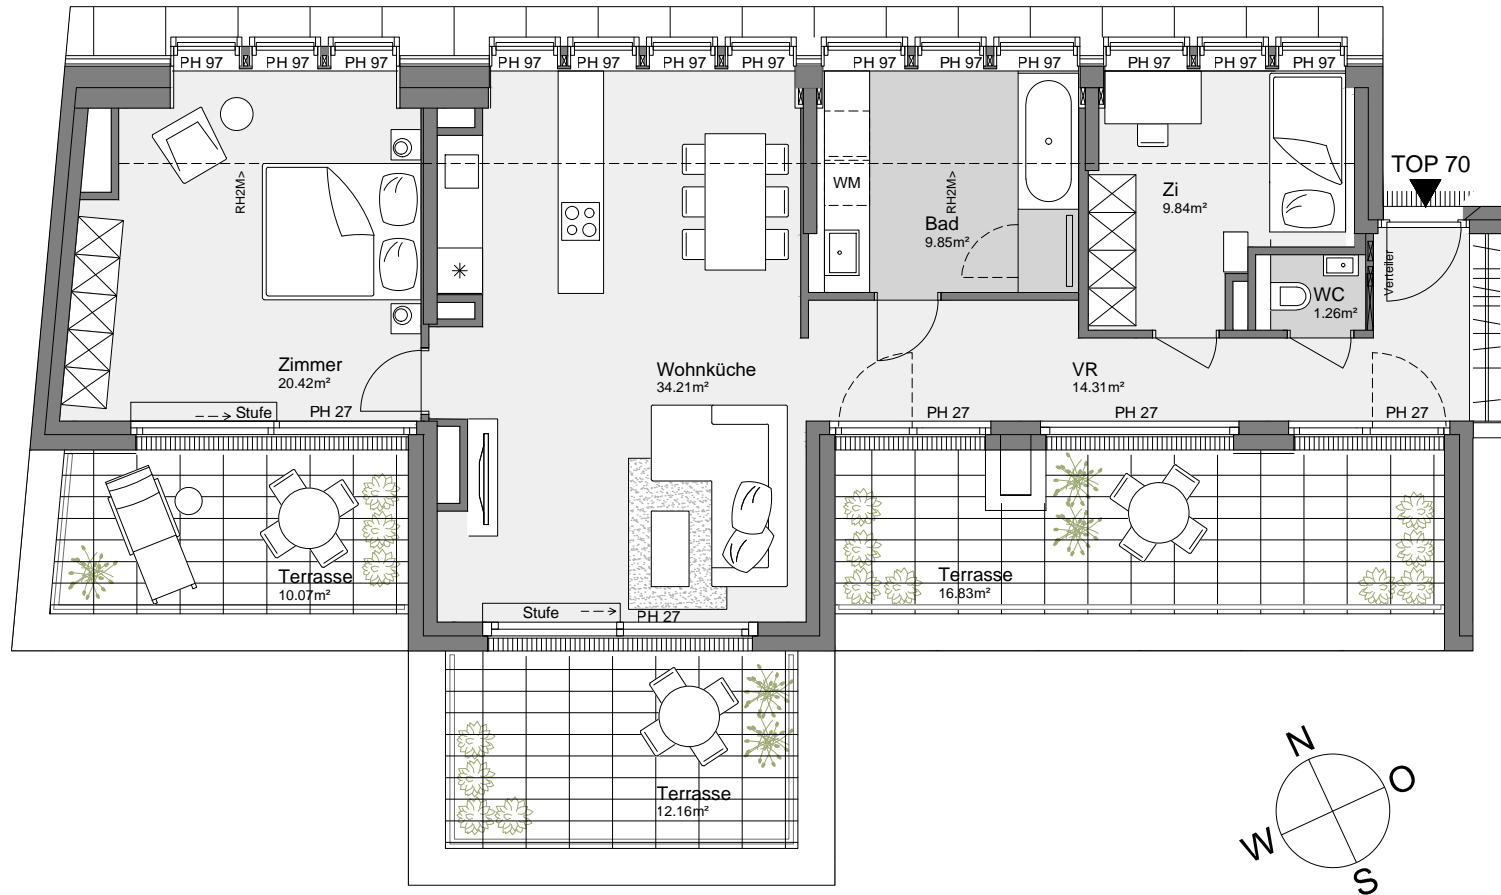 PH 97 PH 97 PH 97 PH 97 PH 97 PH 97 PH 97 PH 97 PH 97 PH 97 PH 97 PH 97 PH 97
TOP 70
RH2M>
WM
RH2M>
Bad
9.85m²
Zi
9.84m²
Verteiler
WC
1.26m²
Zimmer
20.42m²
Wohnküche
34.21m²
VR
14.31m²
Stufe
PH 27
PH 27
PH 27
PH 27
Terrasse
10.07m²
Terrasse
16.83m²
Stufe
PH 27
Terrasse
12.16m²
N
O
W
S